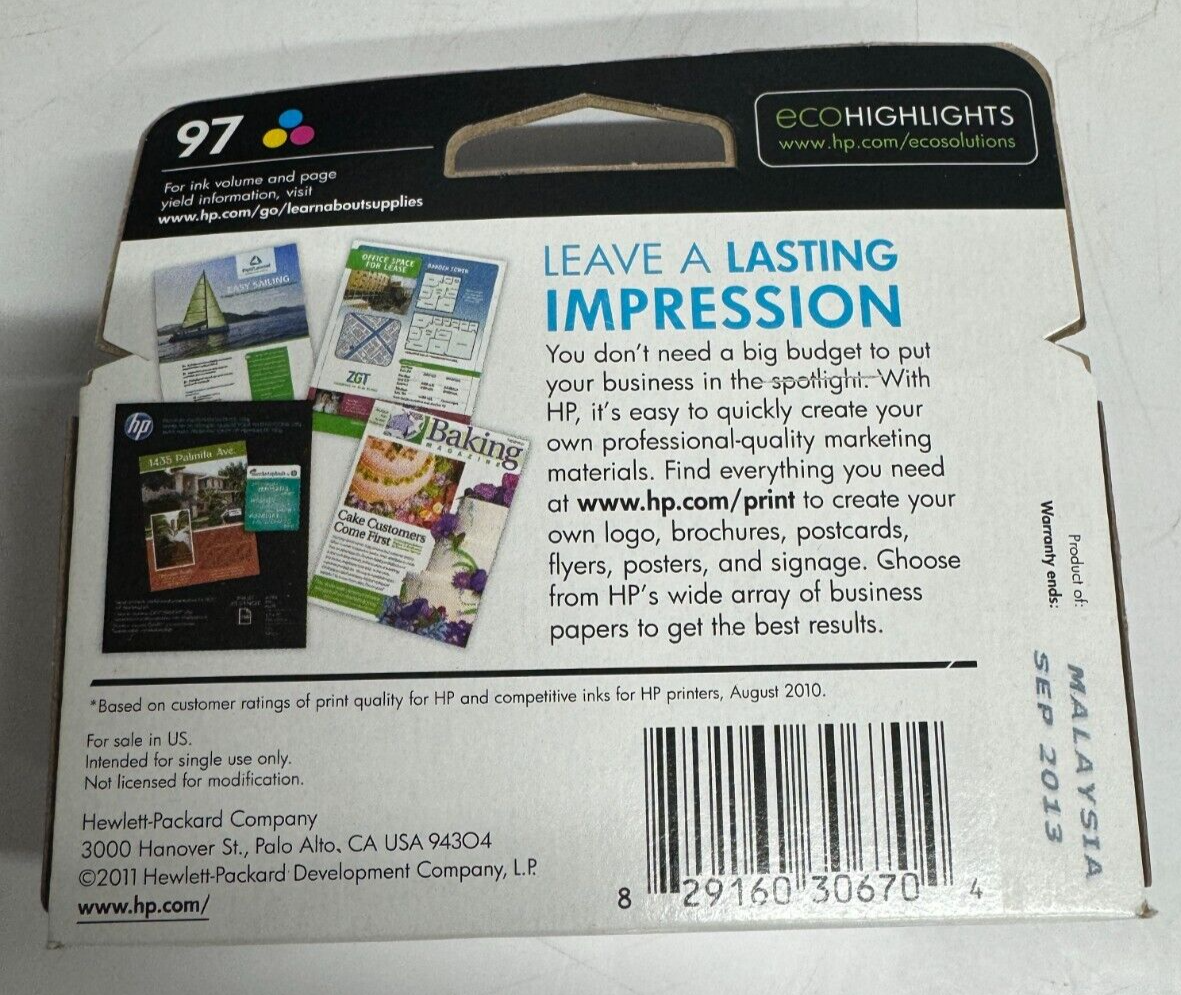 97
For ink volume and page
yield information, visit
www.hp.com/go/learnaboutsupplies
ecoHIGHLIGHTS
www.hp.com/ecosolutions
EASY SAILING
OFFICE SPACE
FOR LEASE
ZGT
hp
1435 Palmita Ave.
Baking
MAGAZINE
Cake Customers
Come First
LEAVE A LASTING
IMPRESSION
You don't need a big budget to put
your business in the spotlight. With
HP, it's easy to quickly create your
own professional-quality marketing
materials. Find everything you need
at www.hp.com/print to create your
own logo, brochures, postcards,
flyers, posters, and signage. Choose
from HP's wide array of business
papers to get the best results.
Product of: MALAYSIA
Warranty ends: SEP 2013
*Based on customer ratings of print quality for HP and competitive inks for HP printers, August 2010.
For sale in US.
Intended for single use only.
Not licensed for modification.
Hewlett-Packard Company
3000 Hanover St., Palo Alto, CA USA 94304
©2011 Hewlett-Packard Development Company, L.P.
www.hp.com/
8 29160 30670 4